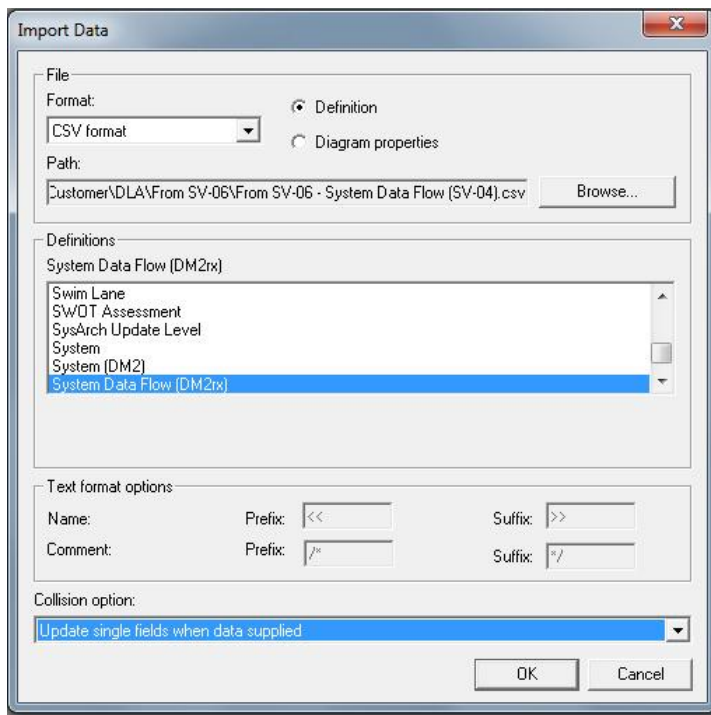 Import Data
File
Format:
CSV format
Definition
Diagram properties
Path:
Customer\DLA\From SV-06\From SV-06 - System Data Flow (SV-04).csv
Browse...
Definitions
System Data Flow (DM2rx)
Swim Lane
SWOT Assessment
SysArch Update Level
System
System (DM2)
System Data Flow (DM2rx)
Text format options
Name: Prefix: << Suffix: >>
Comment: Prefix: /* Suffix: */
Collision option:
Update single fields when data supplied
OK Cancel